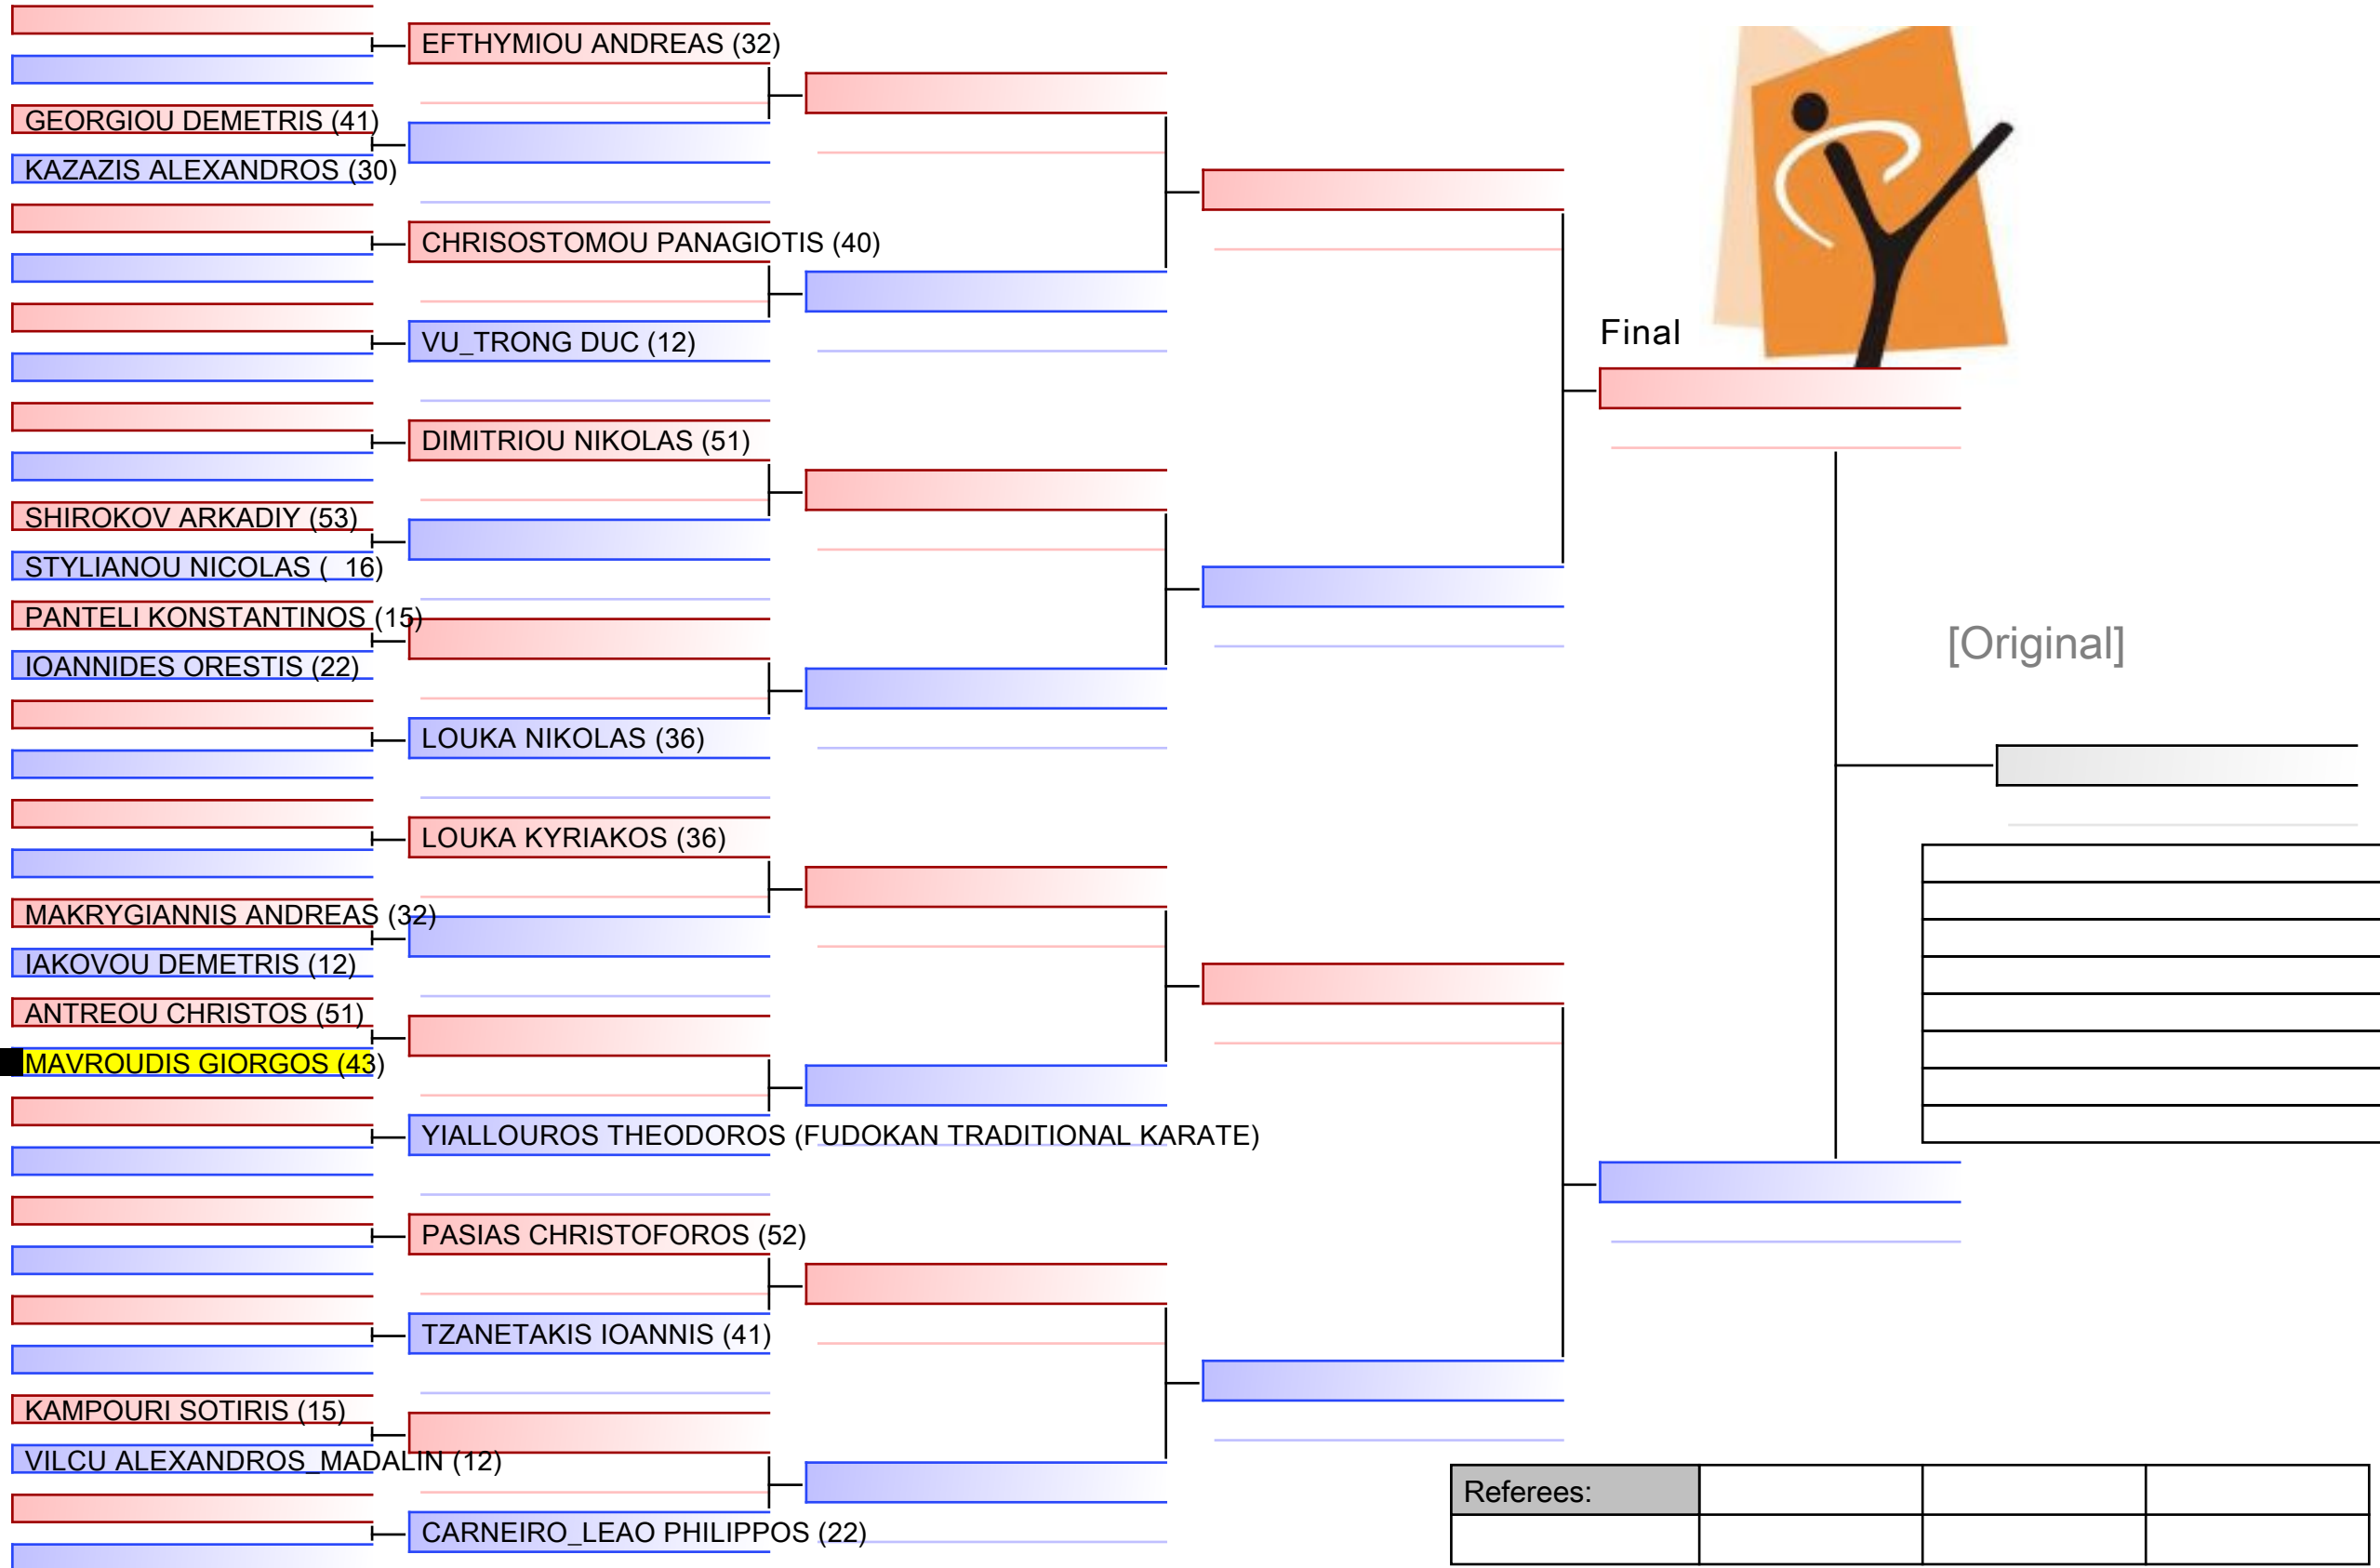 EFTHYMIOU ANDREAS (32)
GEORGIOU DEMETRIS (41)
KAZAZIS ALEXANDROS (30)
CHRISOSTOMOU PANAGIOTIS (40)
VU_TRONG DUC (12)
DIMITRIOU NIKOLAS (51)
SHIROKOV ARKADIY (53)
STYLIANOU NICOLAS ( 16)
PANTELI KONSTANTINOS (15)
IOANNIDES ORESTIS (22)
LOUKA NIKOLAS (36)
LOUKA KYRIAKOS (36)
MAKRYGIANNIS ANDREAS (32)
IAKOVOU DEMETRIS (12)
ANTREOU CHRISTOS (51)
MAVROUDIS GIORGOS (43)
YIALLOUROS THEODOROS (FUDOKAN TRADITIONAL KARATE)
PASIAS CHRISTOFOROS (52)
TZANETAKIS IOANNIS (41)
KAMPOURI SOTIRIS (15)
VILCU ALEXANDROS_MADALIN (12)
CARNEIRO_LEAO PHILIPPOS (22)
Final
[Original]
Referees: